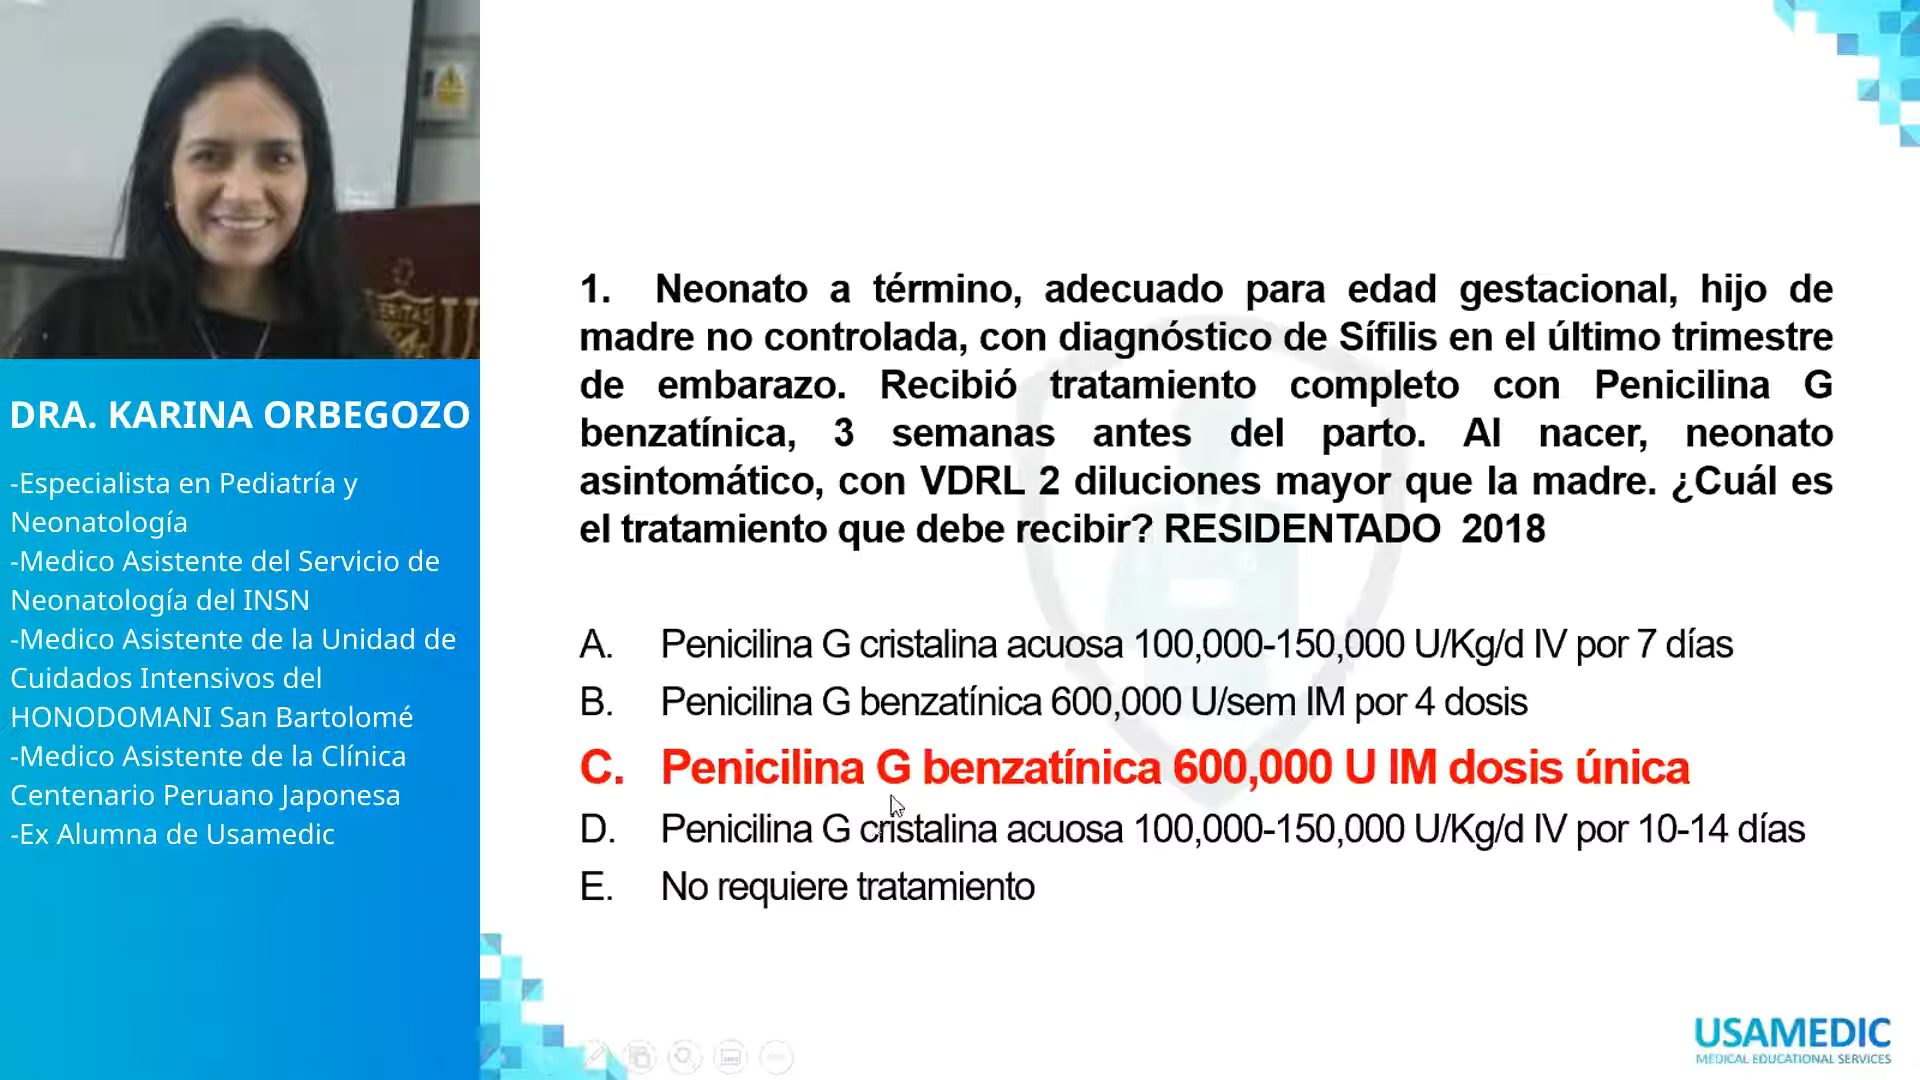 DRA. KARINA ORBEGOZO
-Especialista en Pediatría y
Neonatología
-Medico Asistente del Servicio de
Neonatología del INSN
-Medico Asistente de la Unidad de
Cuidados Intensivos del
HONODOMANI San Bartolomé
-Medico Asistente de la Clínica
Centenario Peruano Japonesa
-Ex Alumna de Usamedic
1. Neonato a término, adecuado para edad gestacional, hijo de
madre no controlada, con diagnóstico de Sífilis en el último trimestre
de embarazo. Recibió tratamiento completo con Penicilina G
benzatínica, 3 semanas antes del parto. Al nacer, neonato
asintomático, con VDRL 2 diluciones mayor que la madre. ¿Cuál es
el tratamiento que debe recibir? RESIDENTADO 2018
A. Penicilina G cristalina acuosa 100,000-150,000 U/Kg/d IV por 7 días
B. Penicilina G benzatínica 600,000 U/sem IM por 4 dosis
C. Penicilina G benzatínica 600,000 U IM dosis única
D. Penicilina G cristalina acuosa 100,000-150,000 U/Kg/d IV por 10-14 días
E. No requiere tratamiento
USAMEDIC
MEDICAL EDUCATIONAL SERVICES